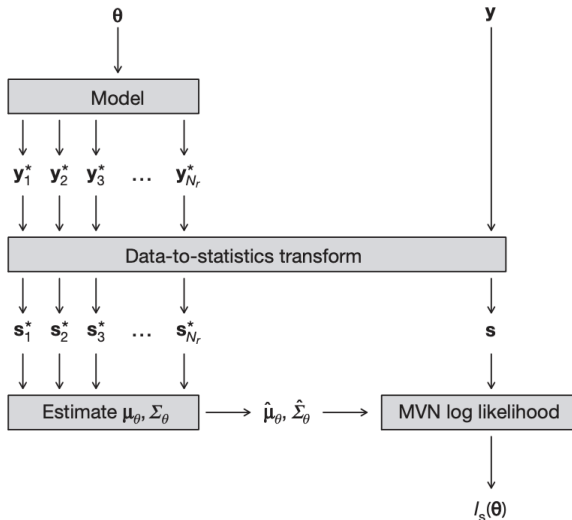 θ y
Model
y*1 y*2 y*3 ... y*Nr
Data-to-statistics transform
s*1 s*2 s*3 ... s*Nr s
Estimate μθ, Σθ μ̂θ, Σ̂θ MVN log likelihood
ls(θ)